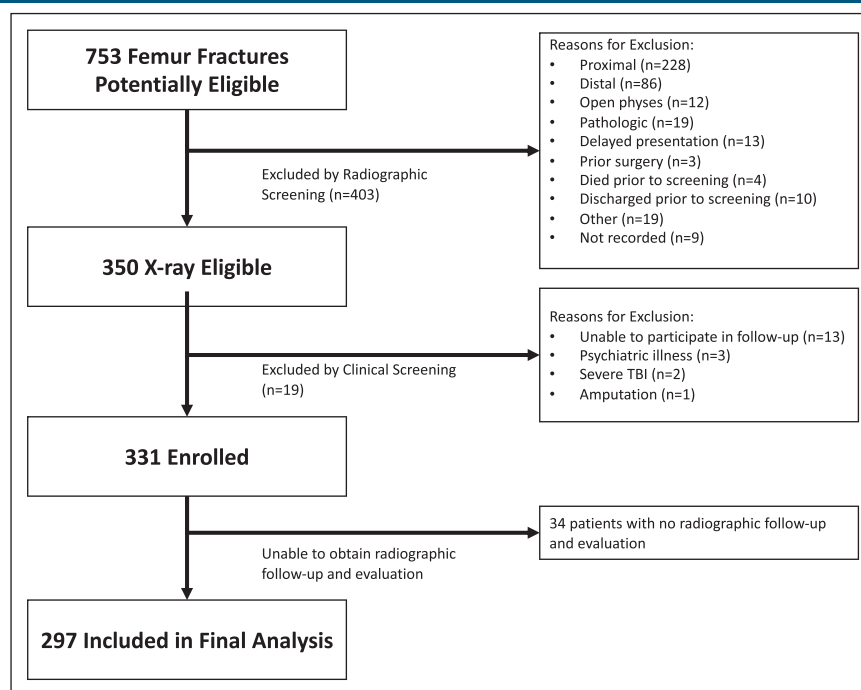 753 Femur Fractures
Potentially Eligible
Reasons for Exclusion:
• Proximal (n=228)
• Distal (n=86)
• Open physes (n=12)
• Pathologic (n=19)
• Delayed presentation (n=13)
• Prior surgery (n=3)
• Died prior to screening (n=4)
• Discharged prior to screening (n=10)
• Other (n=19)
• Not recorded (n=9)
Excluded by Radiographic
Screening (n=403)
350 X-ray Eligible
Reasons for Exclusion:
• Unable to participate in follow-up (n=13)
• Psychiatric illness (n=3)
• Severe TBI (n=2)
• Amputation (n=1)
Excluded by Clinical Screening
(n=19)
331 Enrolled
34 patients with no radiographic follow-up
and evaluation
Unable to obtain radiographic
follow-up and evaluation
297 Included in Final Analysis